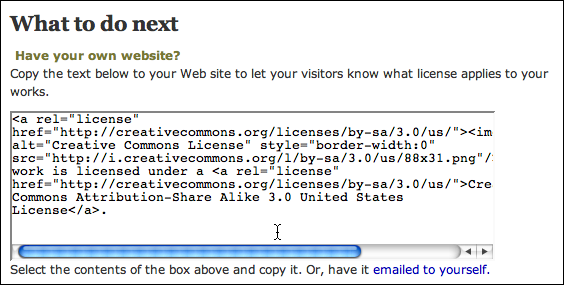 What to do next
Have your own website?
Copy the text below to your Web site to let your visitors know what license applies to your
works.
<a rel="license"
href="http://creativecommons.org/licenses/by-sa/3.0/us/"><im
alt="Creative Commons License" style="border-width:0"
src="http://i.creativecommons.org/l/by-sa/3.0/us/88x31.png"/
work is licensed under a <a rel="license"
href="http://creativecommons.org/licenses/by-sa/3.0/us/">Cre
Commons Attribution-Share Alike 3.0 United States
License</a>.
Select the contents of the box above and copy it. Or, have it emailed to yourself.